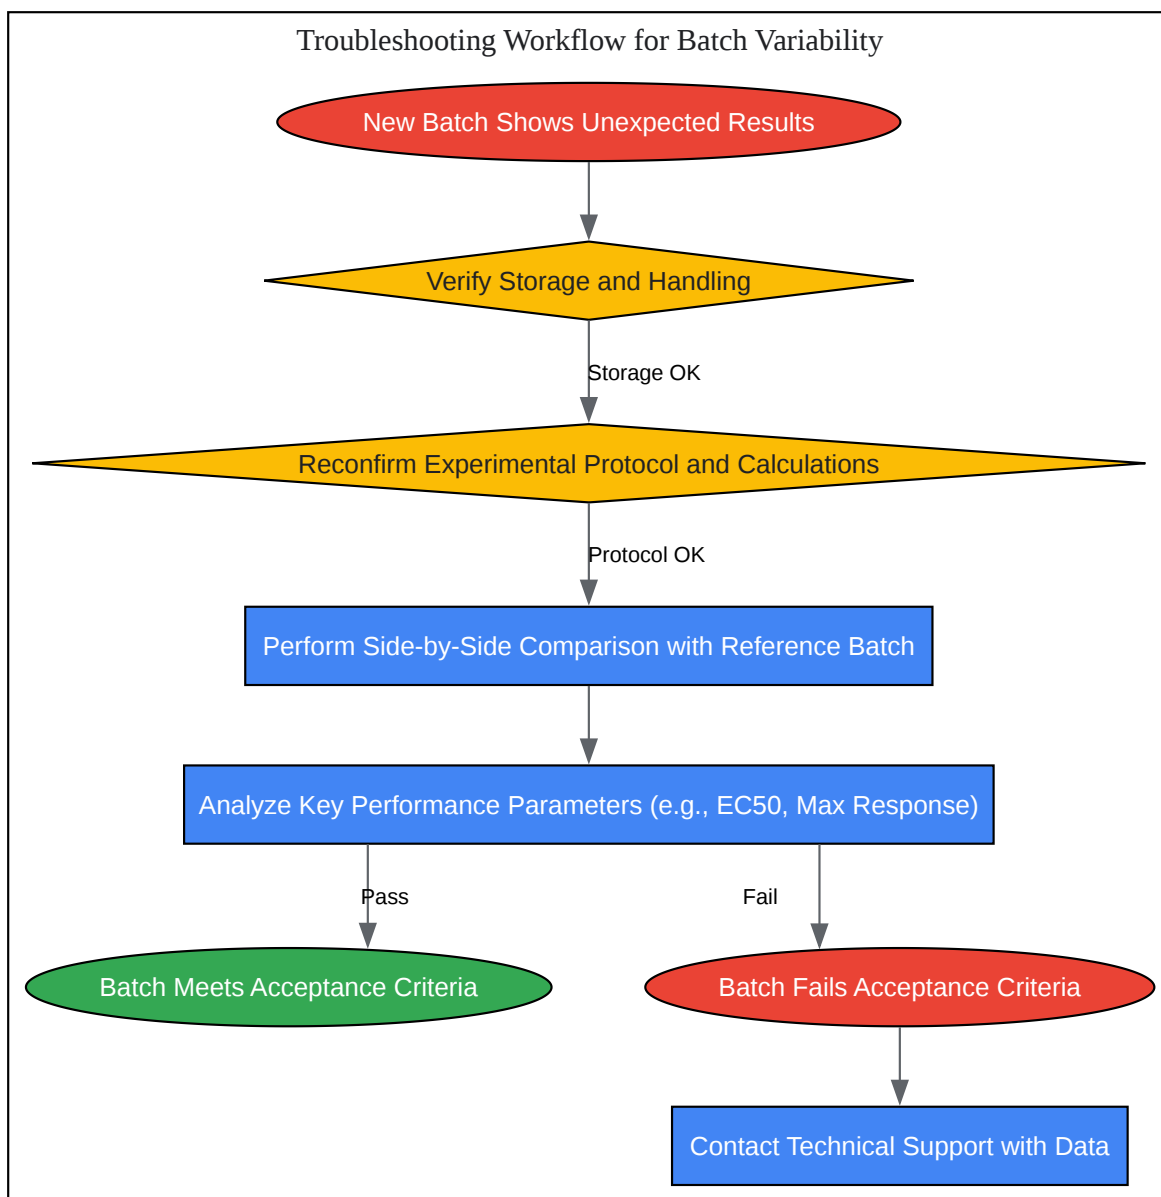 Troubleshooting Workflow for Batch Variability
New Batch Shows Unexpected Results
Verify Storage and Handling
Storage OK
Reconfirm Experimental Protocol and Calculations
Protocol OK
Perform Side-by-Side Comparison with Reference Batch
Analyze Key Performance Parameters (e.g., EC50, Max Response)
Pass
Fail
Batch Meets Acceptance Criteria
Batch Fails Acceptance Criteria
Contact Technical Support with Data